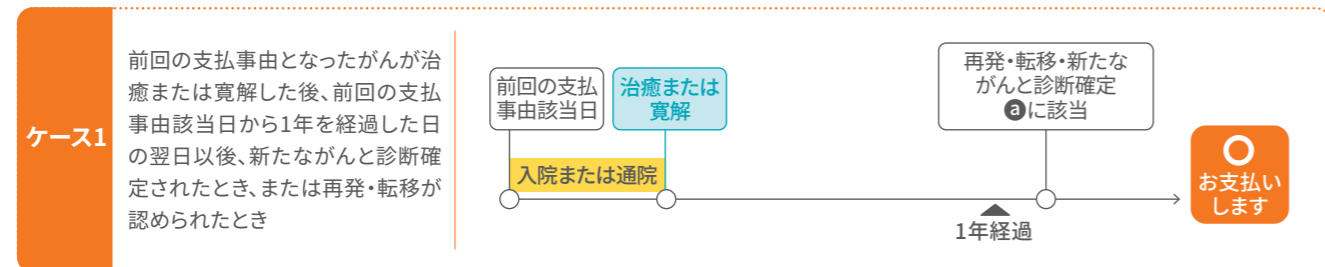 ケース1
前回の支払事由となったがんが治
癒または寛解した後、前回の支払
事由該当日から1年を経過した日
の翌日以後、新たながんと診断確
定されたとき、または再発・転移が
認められたとき
前回の支払
事由該当日
治癒または
寛解
入院または通院
再発・転移・新たな
がんと診断確定
aに該当
1年経過
お支払い
します